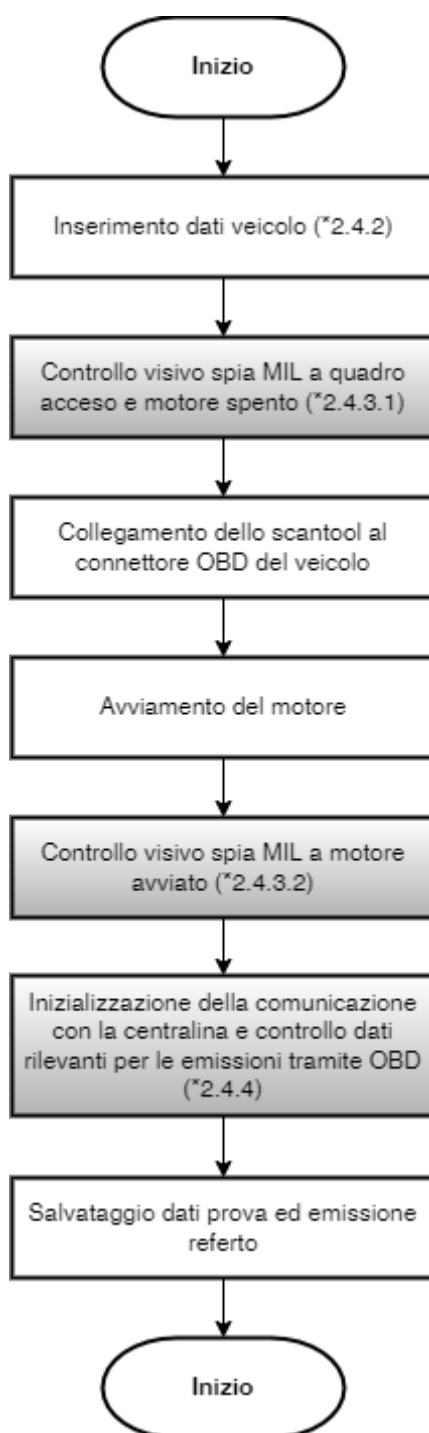 Inizio
Inserimento dati veicolo (*2.4.2)
Controllo visivo spia MIL a quadro
acceso e motore spento (*2.4.3.1)
Collegamento dello scantool al
connettore OBD del veicolo
Avviamento del motore
Controllo visivo spia MIL a motore
avviato (*2.4.3.2)
Inizializzazione della comunicazione
con la centralina e controllo dati
rilevanti per le emissioni tramite OBD
(*2.4.4)
Salvataggio dati prova ed emissione
referto
Inizio